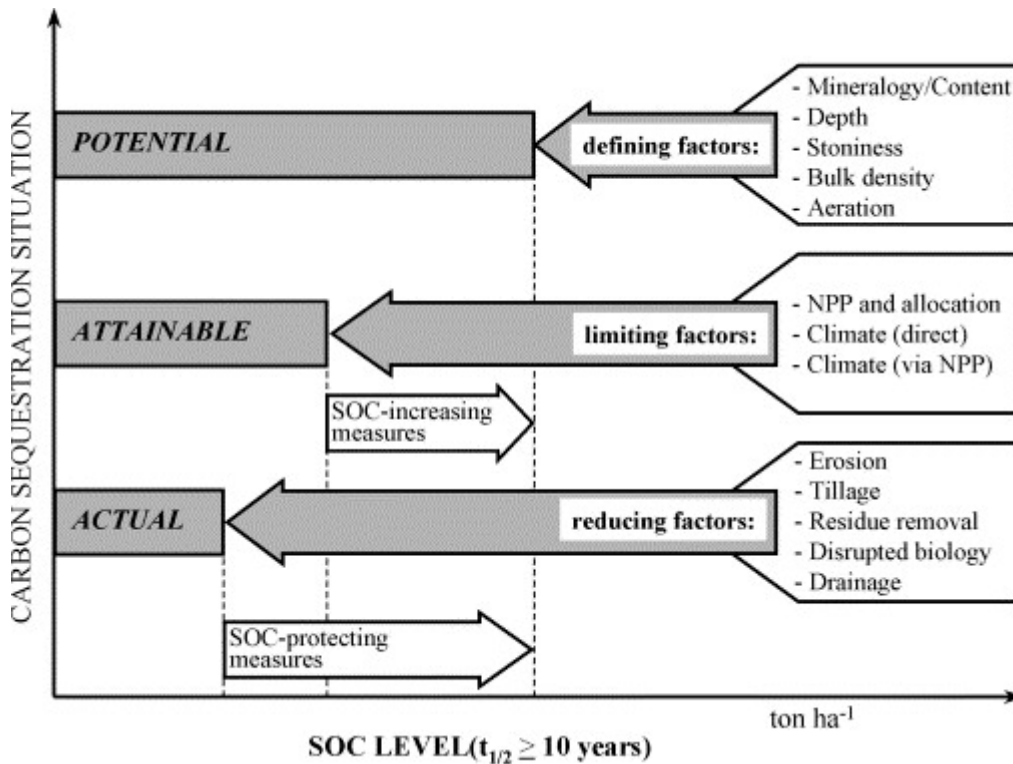 CARBON SEQUESTRATION SITUATION
POTENTIAL
defining factors:
- Mineralogy/Content
- Depth
- Stoniness
- Bulk density
- Aeration
ATTAINABLE
limiting factors:
- NPP and allocation
- Climate (direct)
- Climate (via NPP)
SOC-increasing
measures
ACTUAL
reducing factors:
- Erosion
- Tillage
- Residue removal
- Disrupted biology
- Drainage
SOC-protecting
measures
ton ha⁻¹
SOC LEVEL(t₁/₂ ≥ 10 years)